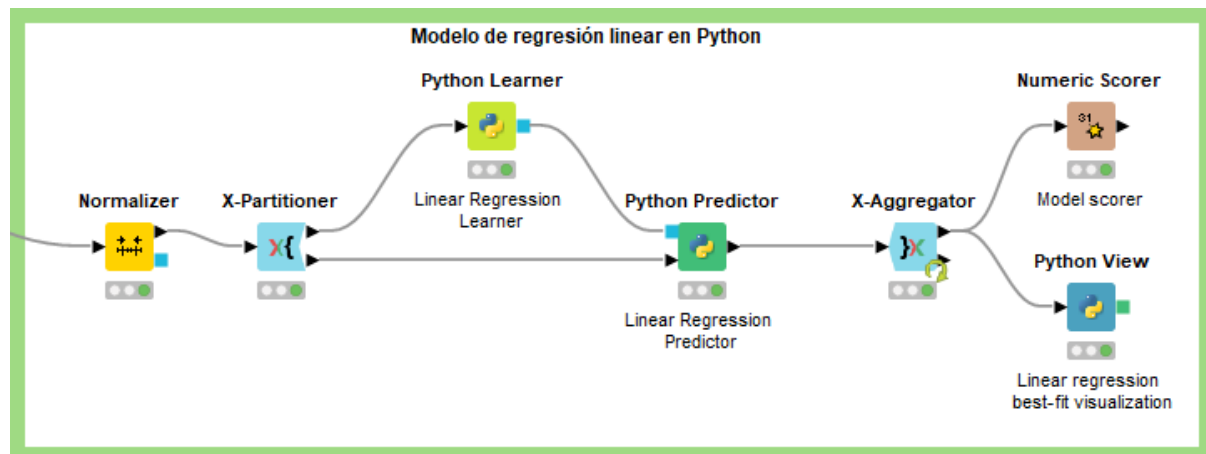 Modelo de regresión linear en Python
Python Learner
Numeric Scorer
Normalizer
X-Partitioner
Linear Regression
Learner
Python Predictor
X-Aggregator
Model scorer
Python View
Linear Regression
Predictor
Linear regression
best-fit visualization